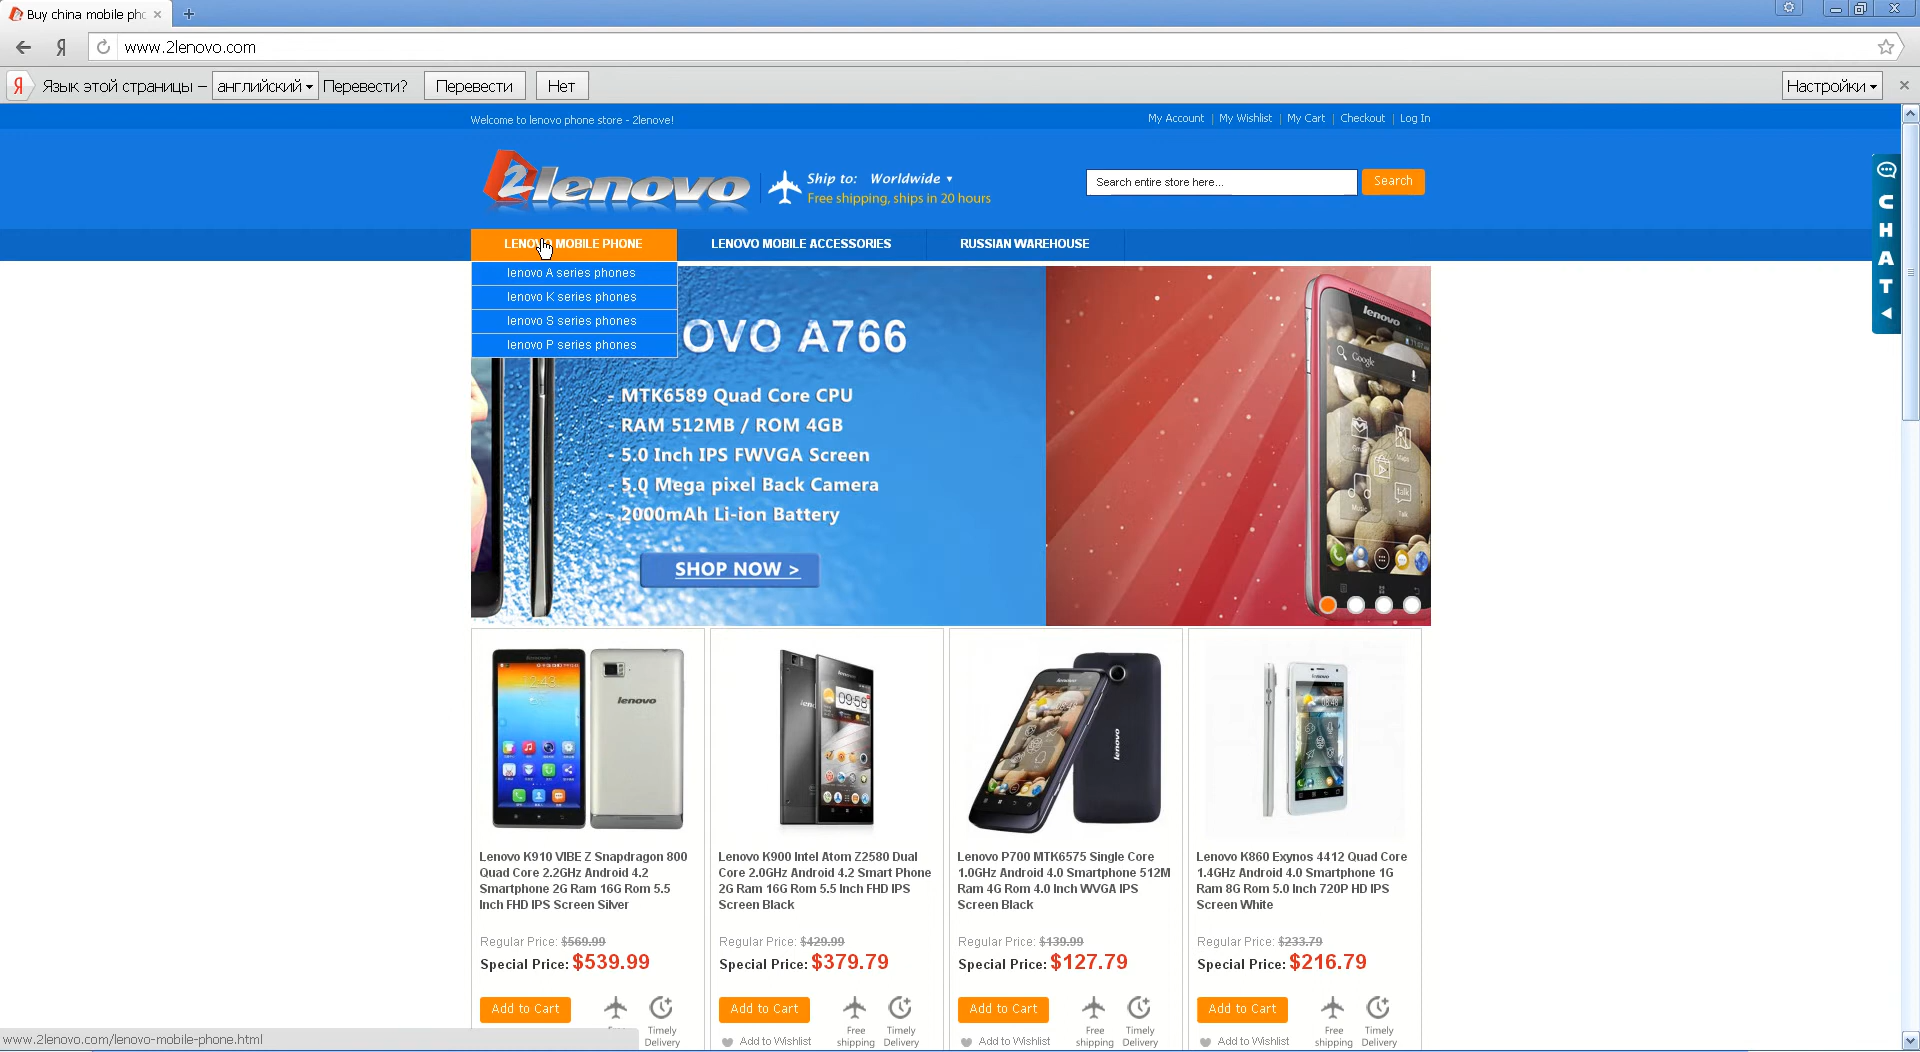 Buy china mobile pho
www.2lenovo.com
Я Язык этой страницы – английский Перевести? Перевести Нет Настройки
Welcome to lenovo phone store - 2lenove!
My Account | My Wishlist | My Cart | Checkout | Log In
2lenovo
Ship to: Worldwide
Free shipping, ships in 20 hours
Search entire store here...
Search
CHAT
LENOVO MOBILE PHONE
LENOVO MOBILE ACCESSORIES
RUSSIAN WAREHOUSE
lenovo A series phones
lenovo K series phones
lenovo S series phones
lenovo P series phones
OVO A766
- MTK6589 Quad Core CPU
- RAM 512MB / ROM 4GB
- 5.0 Inch IPS FWVGA Screen
- 5.0 Mega pixel Back Camera
- 2000mAh Li-ion Battery
SHOP NOW >
lenovo
Google
Lenovo K910 VIBE Z Snapdragon 800
Quad Core 2.2GHz Android 4.2
Smartphone 2G Ram 16G Rom 5.5
Inch FHD IPS Screen Silver
Regular Price: $569.99
Special Price: $539.99
Add to Cart
Timely
Delivery
Lenovo K900 Intel Atom Z2580 Dual
Core 2.0GHz Android 4.2 Smart Phone
2G Ram 16G Rom 5.5 Inch FHD IPS
Screen Black
Regular Price: $429.99
Special Price: $379.79
Add to Cart
Free
shipping
Timely
Delivery
Add to Wishlist
Lenovo P700 MTK6575 Single Core
1.0GHz Android 4.0 Smartphone 512M
Ram 4G Rom 4.0 Inch WVGA IPS
Screen Black
Regular Price: $139.99
Special Price: $127.79
Add to Cart
Free
shipping
Timely
Delivery
Add to Wishlist
Lenovo K860 Exynos 4412 Quad Core
1.4GHz Android 4.0 Smartphone 1G
Ram 8G Rom 5.0 Inch 720P HD IPS
Screen White
Regular Price: $233.79
Special Price: $216.79
Add to Cart
Free
shipping
Timely
Delivery
Add to Wishlist
www.2lenovo.com/lenovo-mobile-phone.html